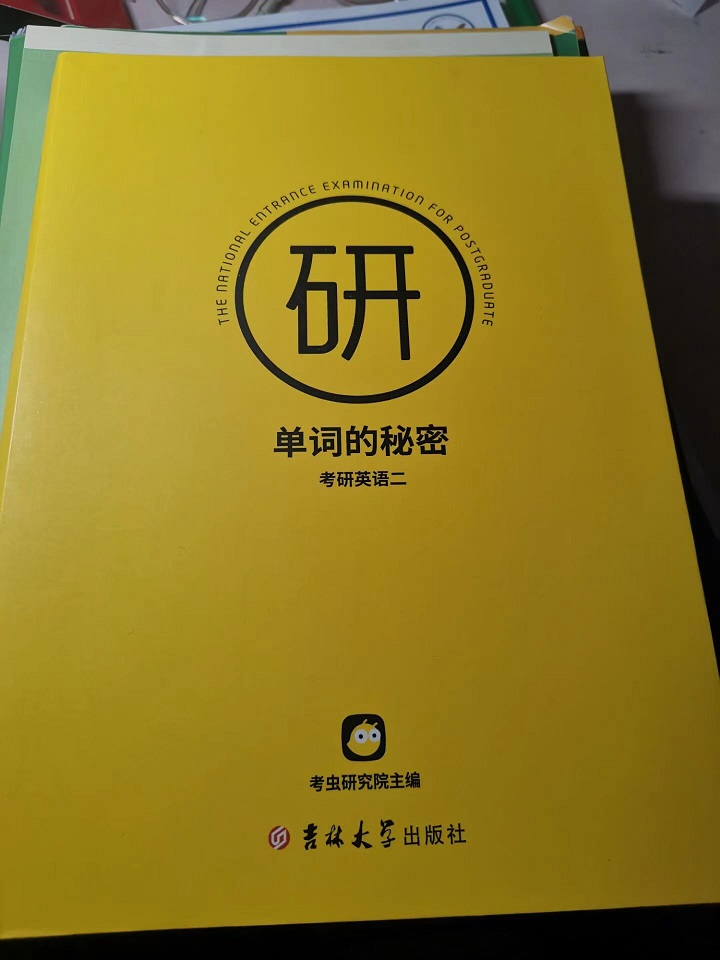 THE NATIONAL ENTRANCE EXAMINATION FOR POSTGRADUATE
研
单词的秘密
考研英语二
考虫研究院主编
吉林大学出版社